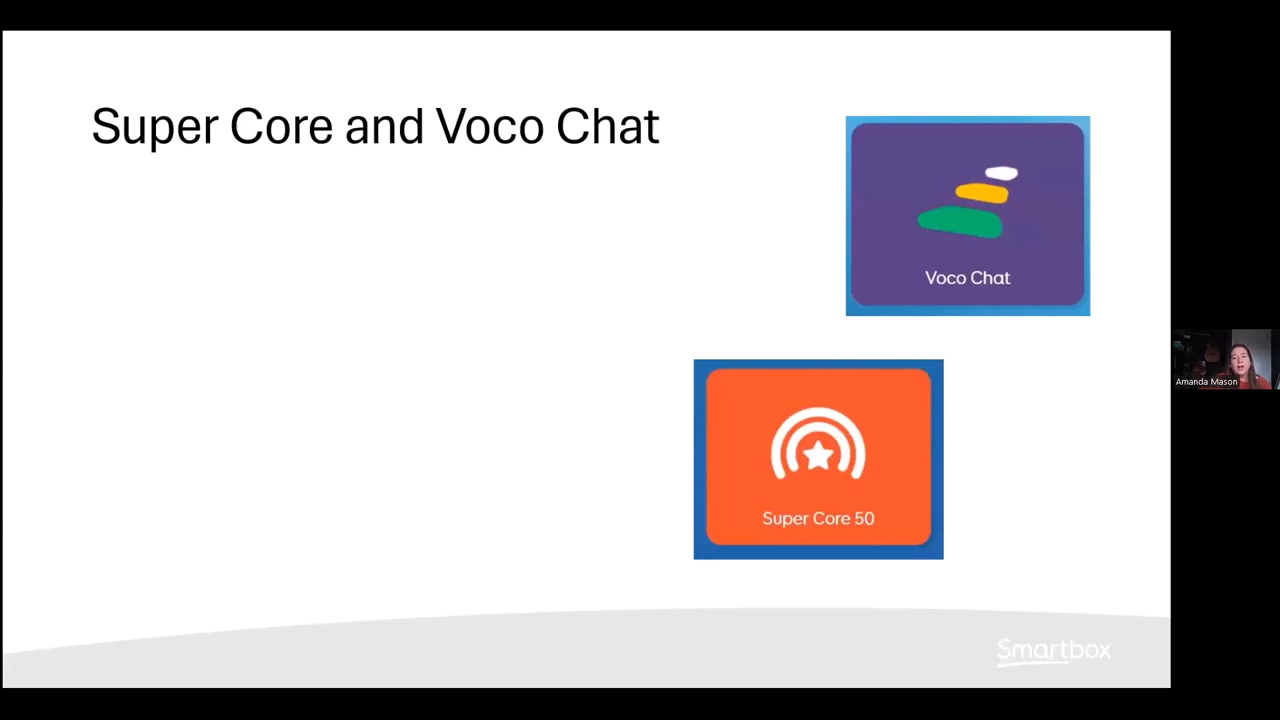 Super Core and Voco Chat
Voco Chat
Amanda Mason
Super Core 50
Smartbox